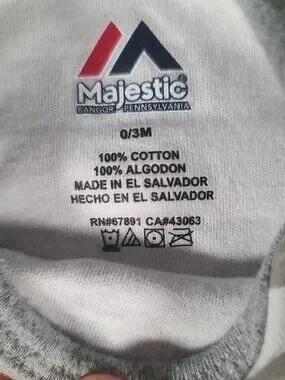 Majestic®
BANGOR PENNSYLVANIA
0/3M
100% COTTON
100% ALGODON
MADE IN EL SALVADOR
HECHO EN EL SALVADOR
RN#67891 CA#43063